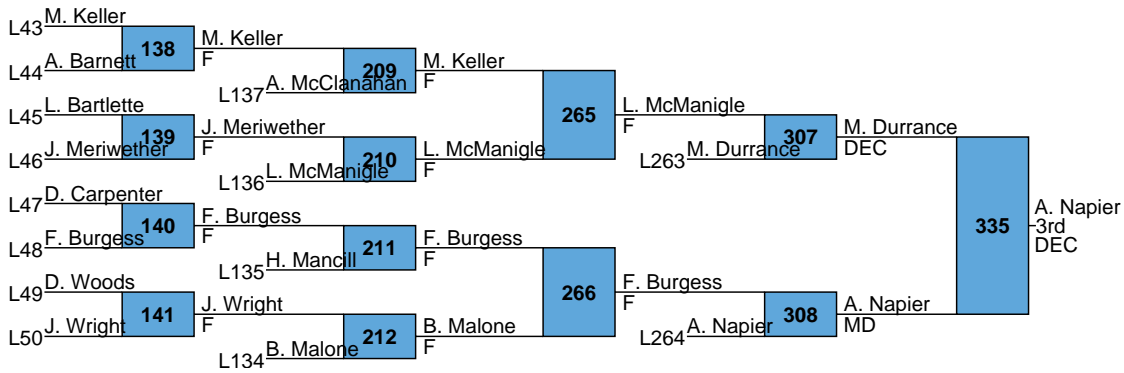 L43 M. Keller
138
M. Keller
F
L44 A. Barnett
209
M. Keller
F
L137 A. McClanahan
L45 L. Bartlette
139
J. Meriwether
F
L46 J. Meriwether
265
L. McManigle
F
210
L. McManigle
F
L136 L. McManigle
307
M. Durrance
DEC
L263 M. Durrance
L47 D. Carpenter
140
F. Burgess
F
L48 F. Burgess
211
F. Burgess
F
L135 H. Mancill
335
A. Napier
3rd
DEC
L49 D. Woods
141
J. Wright
F
L50 J. Wright
266
F. Burgess
F
212
B. Malone
F
L134 B. Malone
308
A. Napier
MD
L264 A. Napier